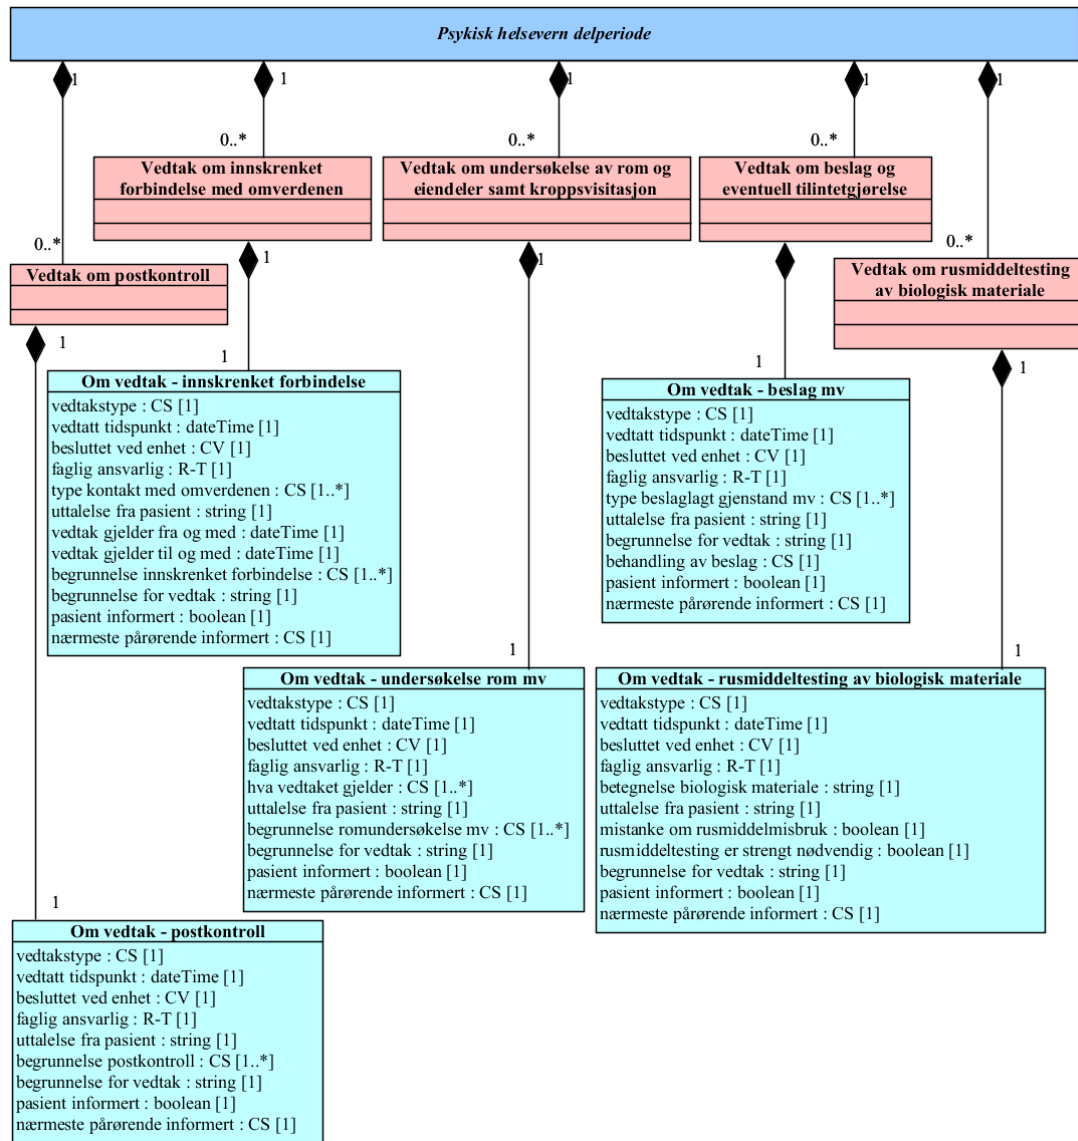 Psykisk helsevern delperiode
1
1
1
1
1
0..*
0..*
0..*
Vedtak om innskrenket
forbindelse med omverdenen
Vedtak om undersøkelse av rom og
eiendeler samt kroppsvisitasjon
Vedtak om beslag og
eventuell tilintetgjørelse
0..*
0..*
Vedtak om postkontroll
1
1
1
Vedtak om rusmiddeltesting
av biologisk materiale
1
1
1
1
Om vedtak - innskrenket forbindelse
vedtakstype : CS [1]
vedtatt tidspunkt : dateTime [1]
besluttet ved enhet : CV [1]
faglig ansvarlig : R-T [1]
type kontakt med omverdenen : CS [1..*]
uttalelse fra pasient : string [1]
vedtak gjelder fra og med : dateTime [1]
vedtak gjelder til og med : dateTime [1]
begrunnelse innskrenket forbindelse : CS [1..*]
begrunnelse for vedtak : string [1]
pasient informert : boolean [1]
nærmeste pårørende informert : CS [1]
Om vedtak - beslag mv
vedtakstype : CS [1]
vedtatt tidspunkt : dateTime [1]
besluttet ved enhet : CV [1]
faglig ansvarlig : R-T [1]
type beslaglagt gjenstand mv : CS [1..*]
uttalelse fra pasient : string [1]
begrunnelse for vedtak : string [1]
behandling av beslag : CS [1]
pasient informert : boolean [1]
nærmeste pårørende informert : CS [1]
1
1
Om vedtak - undersøkelse rom mv
vedtakstype : CS [1]
vedtatt tidspunkt : dateTime [1]
besluttet ved enhet : CV [1]
faglig ansvarlig : R-T [1]
hva vedtaket gjelder : CS [1..*]
uttalelse fra pasient : string [1]
begrunnelse romundersøkelse mv : CS [1..*]
begrunnelse for vedtak : string [1]
pasient informert : boolean [1]
nærmeste pårørende informert : CS [1]
Om vedtak - rusmiddeltesting av biologisk materiale
vedtakstype : CS [1]
vedtatt tidspunkt : dateTime [1]
besluttet ved enhet : CV [1]
faglig ansvarlig : R-T [1]
betegnelse biologisk materiale : string [1]
uttalelse fra pasient : string [1]
mistanke om rusmiddelmisbruk : boolean [1]
rusmiddeltesting er strengt nødvendig : boolean [1]
begrunnelse for vedtak : string [1]
pasient informert : boolean [1]
nærmeste pårørende informert : CS [1]
1
Om vedtak - postkontroll
vedtakstype : CS [1]
vedtatt tidspunkt : dateTime [1]
besluttet ved enhet : CV [1]
faglig ansvarlig : R-T [1]
uttalelse fra pasient : string [1]
begrunnelse postkontroll : CS [1..*]
begrunnelse for vedtak : string [1]
pasient informert : boolean [1]
nærmeste pårørende informert : CS [1]